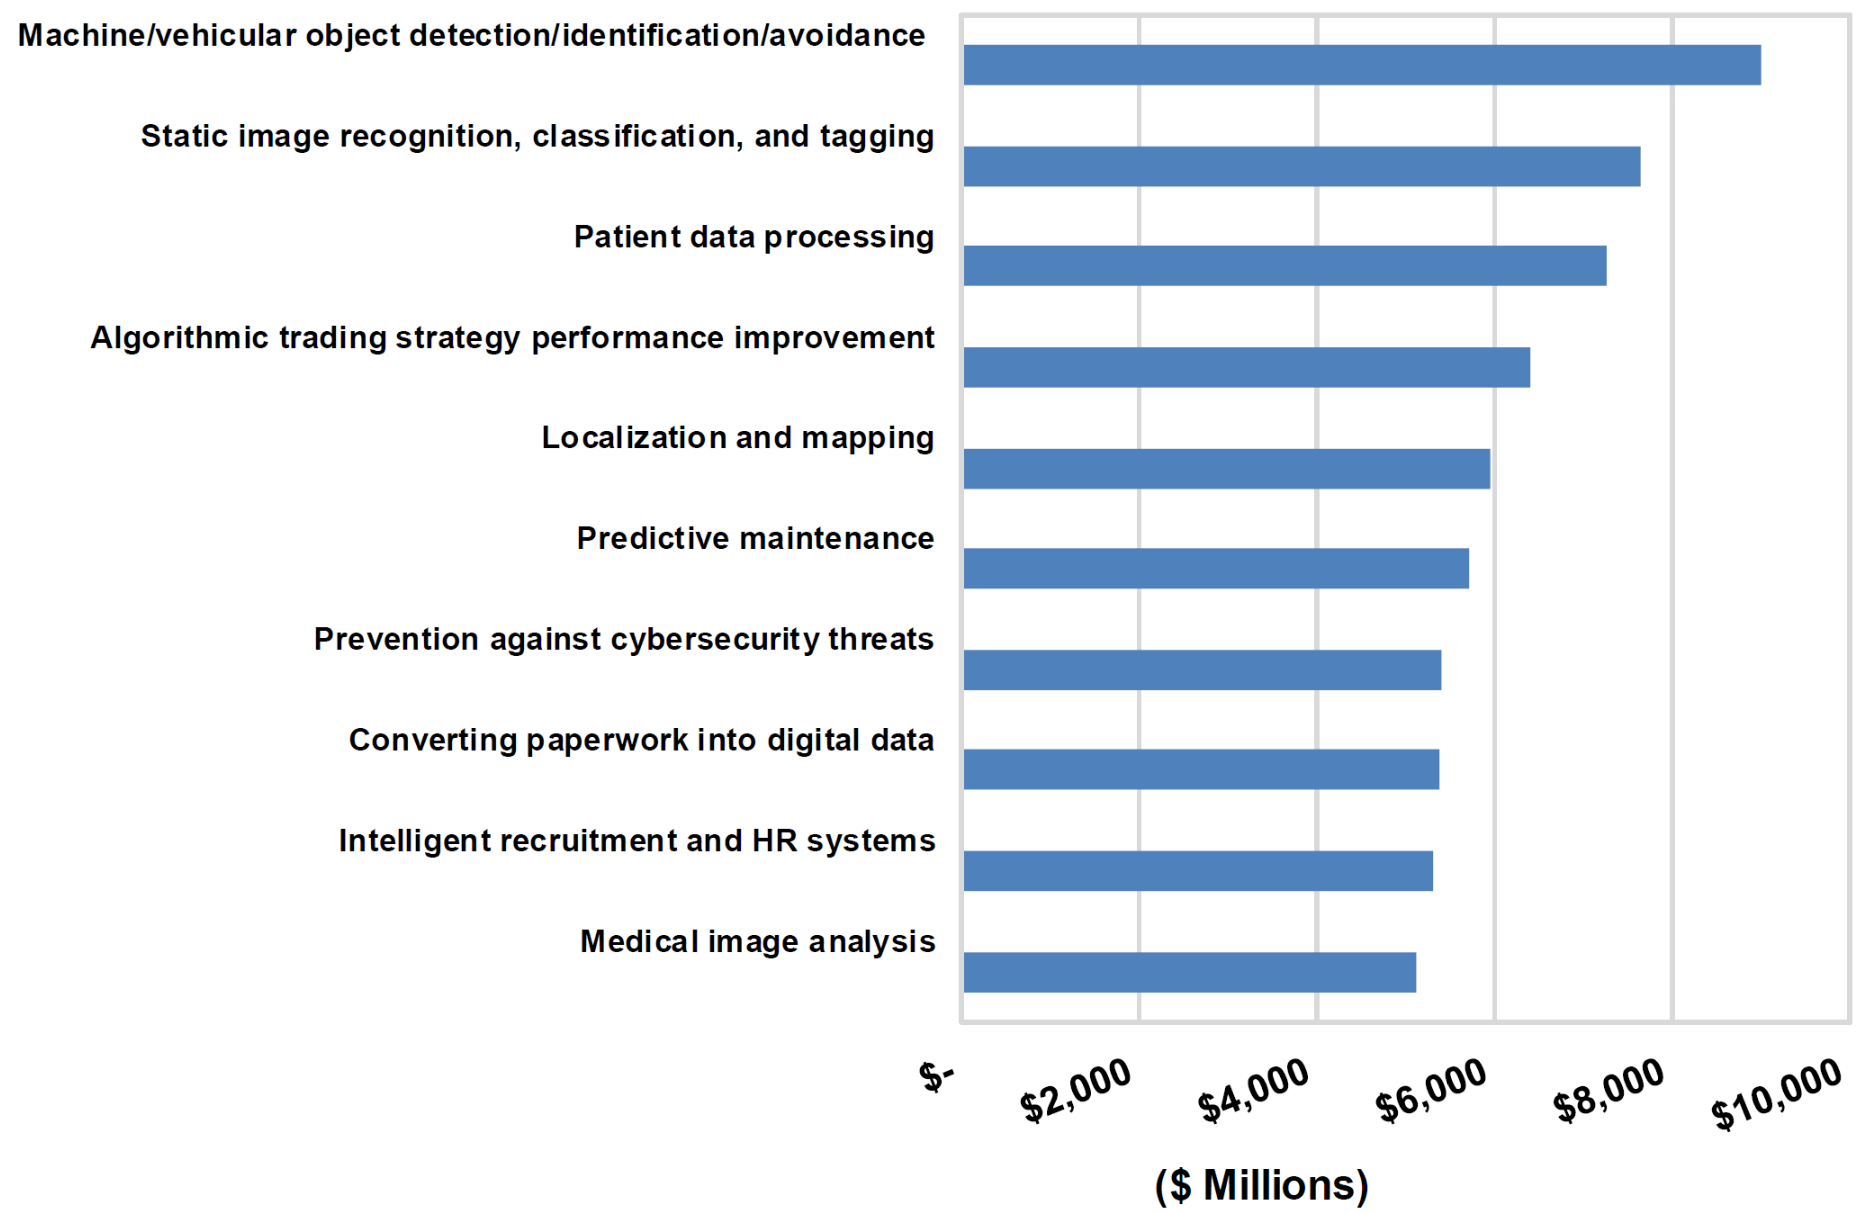 Machine/vehicular object detection/identification/avoidance
Static image recognition, classification, and tagging
Patient data processing
Algorithmic trading strategy performance improvement
Localization and mapping
Predictive maintenance
Prevention against cybersecurity threats
Converting paperwork into digital data
Intelligent recruitment and HR systems
Medical image analysis
$-
$2,000
$4,000
$6,000
$8,000
$10,000
($ Millions)